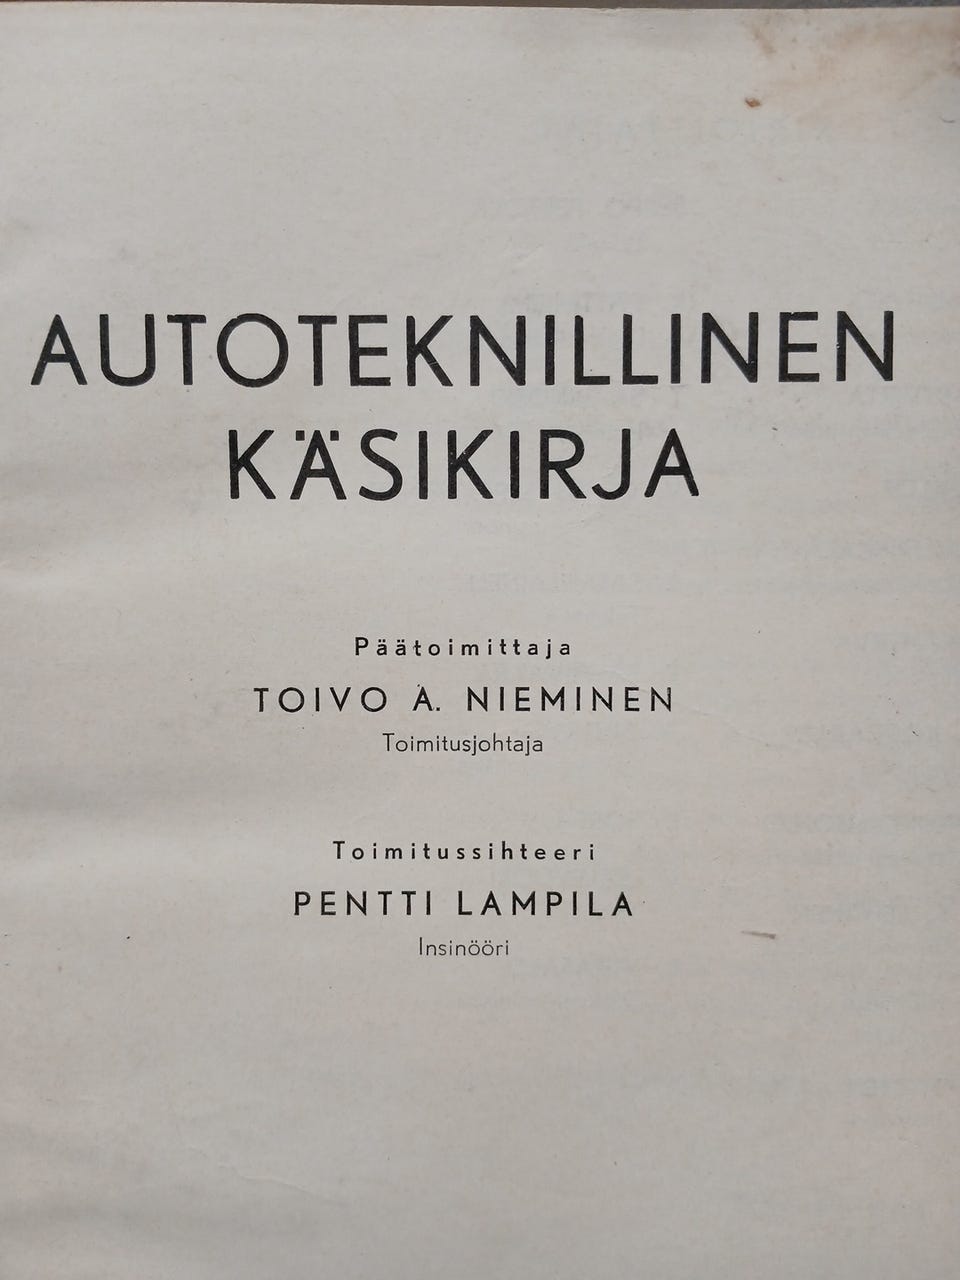 AUTOTEKNILLINEN
KÄSIKIRJA
Päätoimittaja
TOIVO A. NIEMINEN
Toimitusjohtaja
Toimitussihteeri
PENTTI LAMPILA
Insinööri